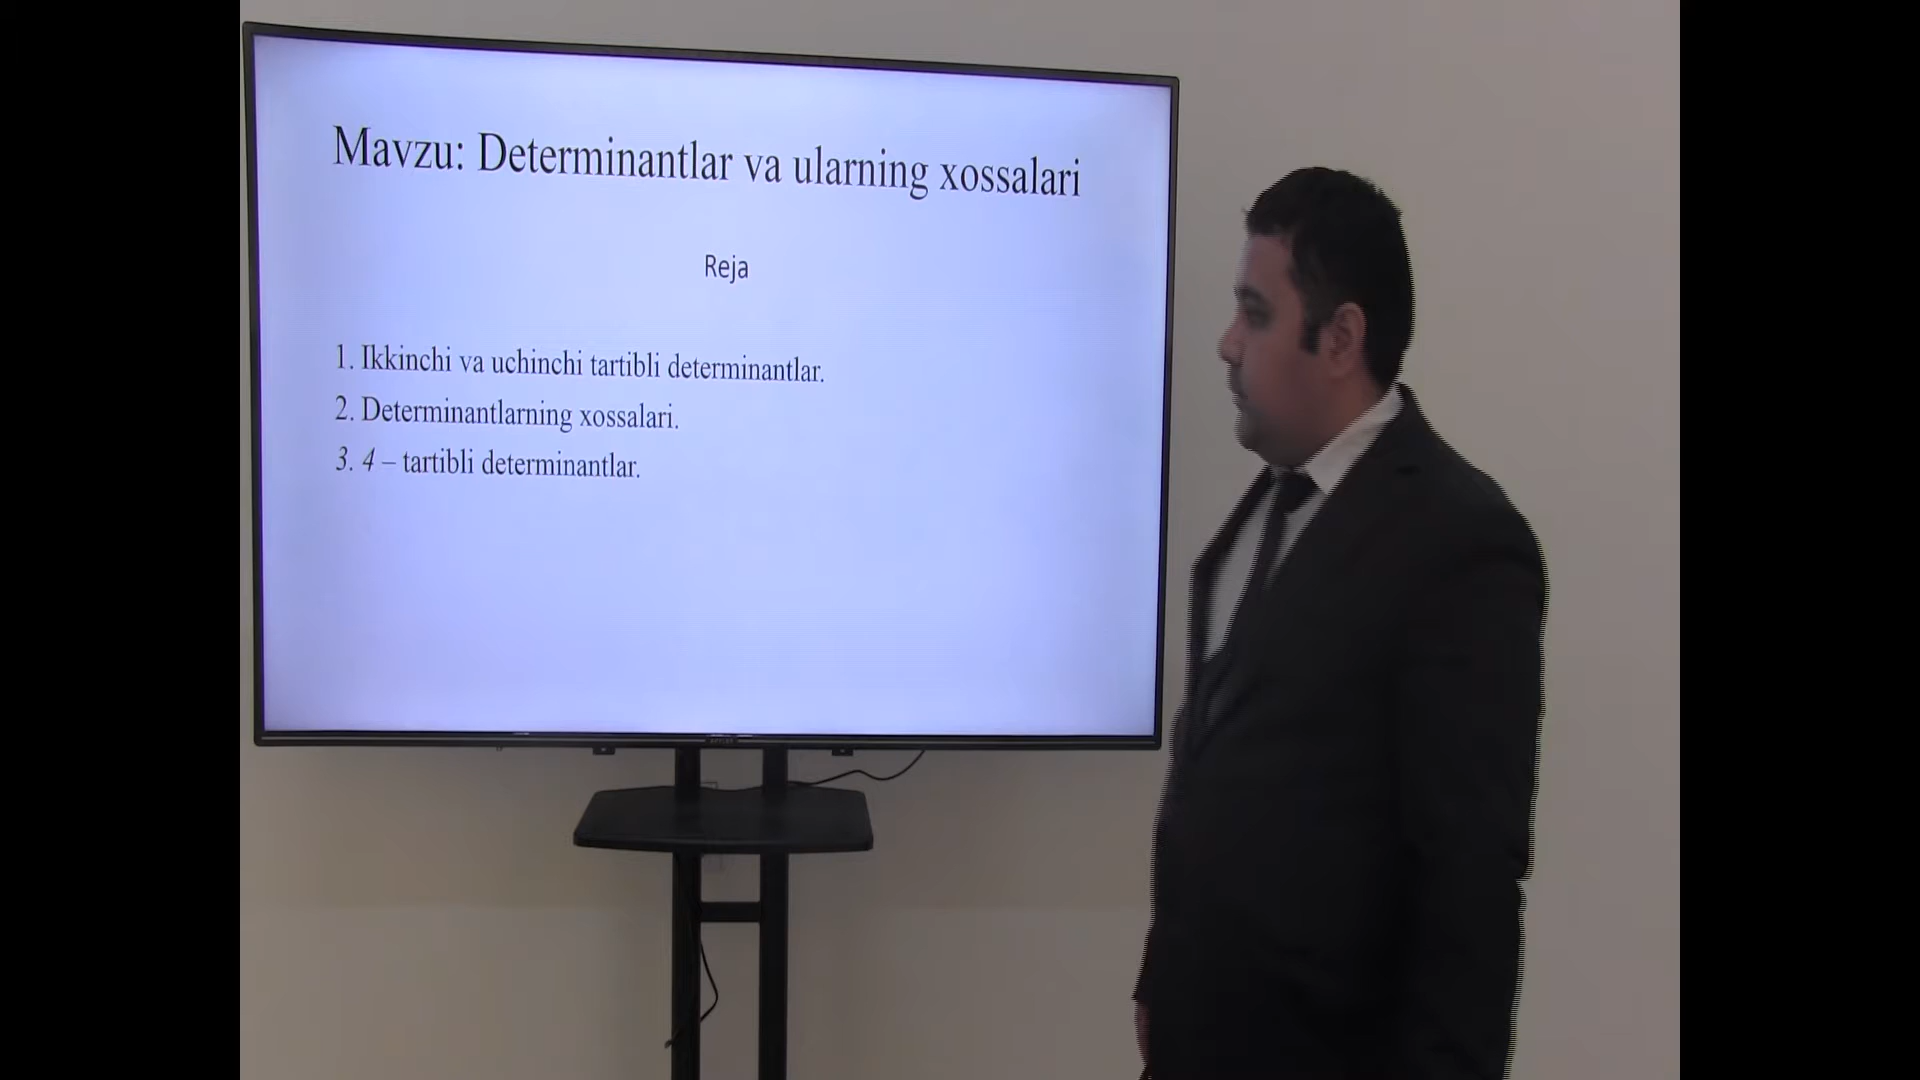 Mavzu: Determinantlar va ularning xossalari
Reja
1. Ikkinchi va uchinchi tartibli determinantlar.
2. Determinantlarning xossalari.
3. 4 – tartibli determinantlar.